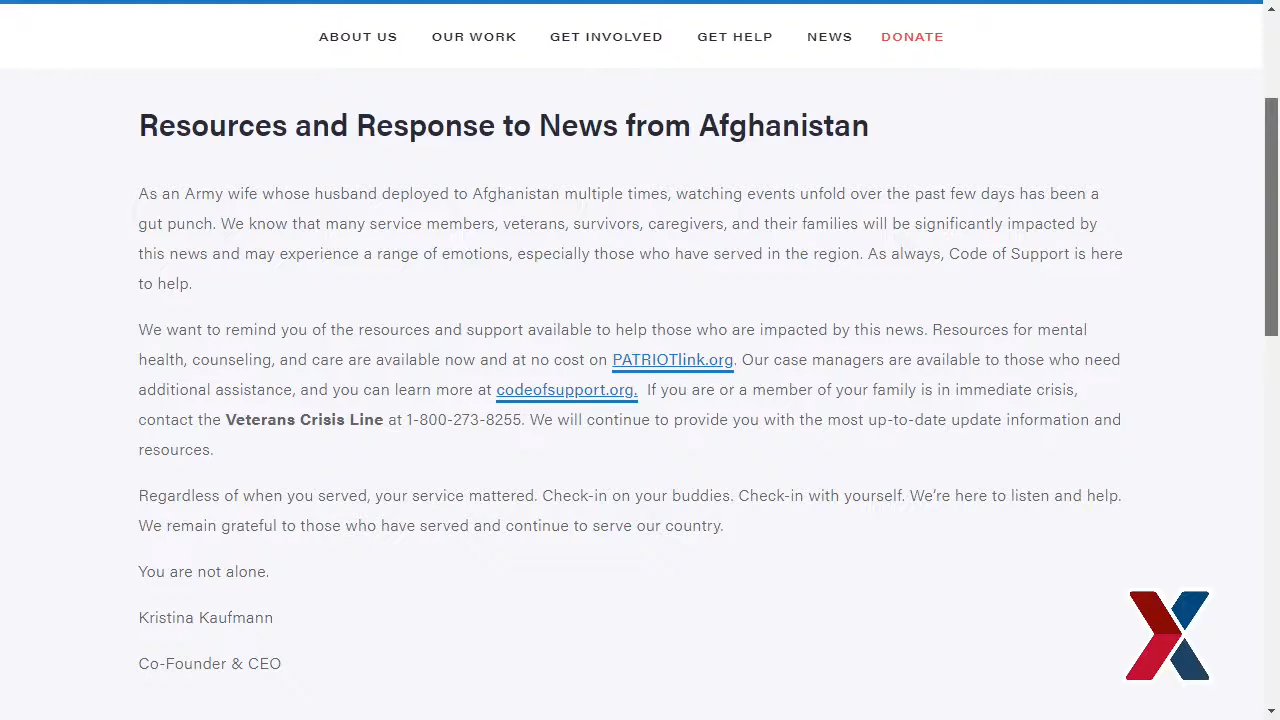 ABOUT US OUR WORK GET INVOLVED GET HELP NEWS DONATE
Resources and Response to News from Afghanistan
As an Army wife whose husband deployed to Afghanistan multiple times, watching events unfold over the past few days has been a
gut punch. We know that many service members, veterans, survivors, caregivers, and their families will be significantly impacted by
this news and may experience a range of emotions, especially those who have served in the region. As always, Code of Support is here
to help.
We want to remind you of the resources and support available to help those who are impacted by this news. Resources for mental
health, counseling, and care are available now and at no cost on PATRIOTlink.org. Our case managers are available to those who need
additional assistance, and you can learn more at codeofsupport.org. If you are or a member of your family is in immediate crisis,
contact the Veterans Crisis Line at 1-800-273-8255. We will continue to provide you with the most up-to-date update information and
resources.
Regardless of when you served, your service mattered. Check-in on your buddies. Check-in with yourself. We're here to listen and help.
We remain grateful to those who have served and continue to serve our country.
You are not alone.
Kristina Kaufmann
Co-Founder & CEO